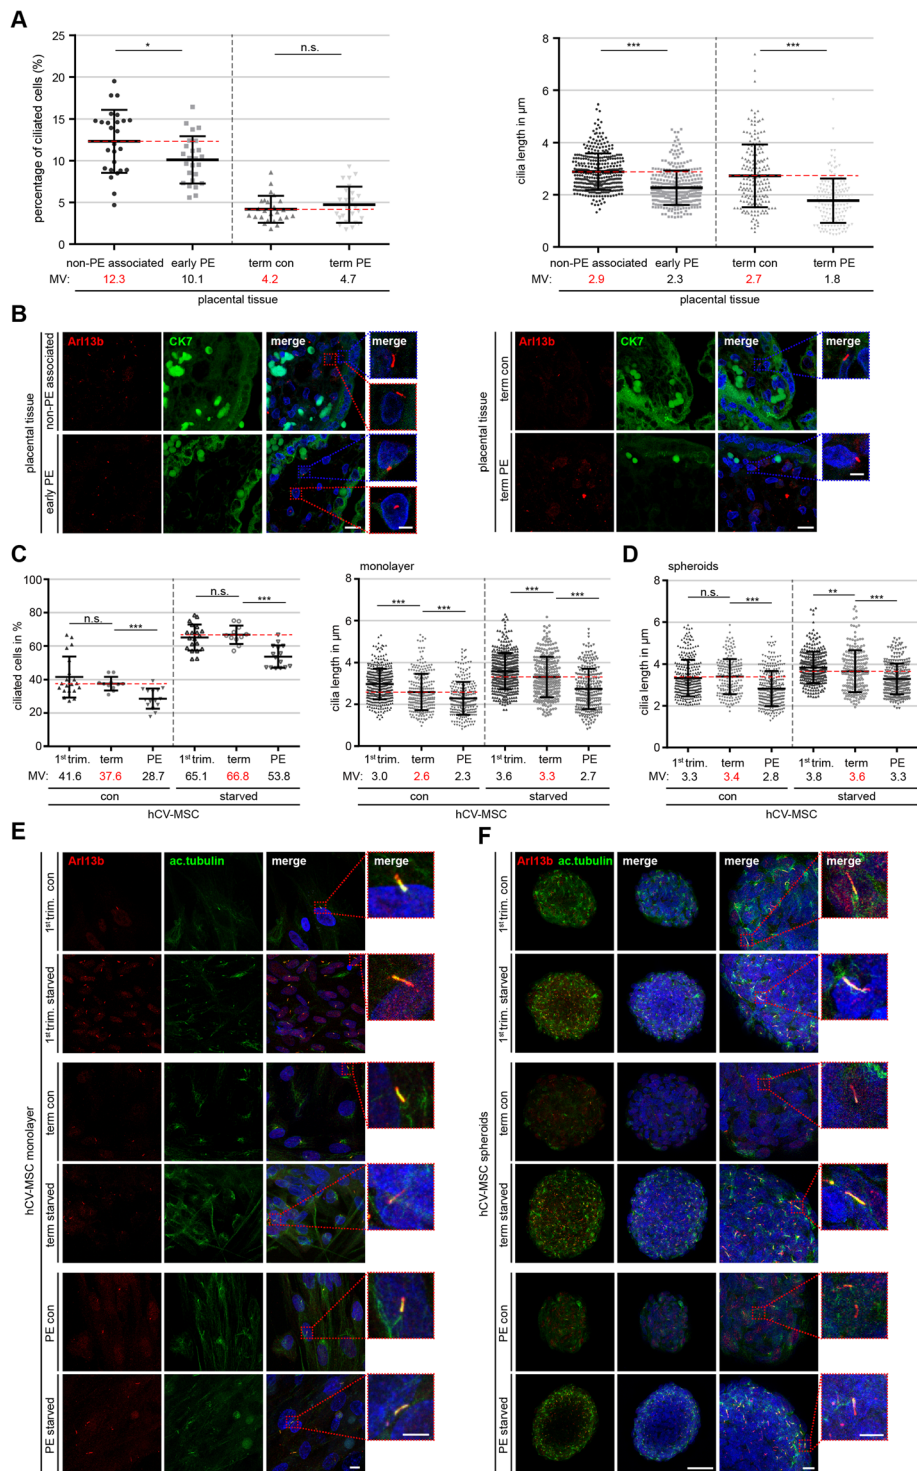 A
percentage of ciliated cells (%)
25
20
15
10
5
0
*
n.s.
non-PE associated early PE term con term PE
MV: 12.3 10.1 4.2 4.7
placental tissue
cilia length in µm
8
6
4
2
0
*** ***
non-PE associated early PE term con term PE
MV: 2.9 2.3 2.7 1.8
placental tissue
B
placental tissue
non-PE associated
early PE
Arl13b CK7 merge merge
placental tissue
term con
term PE
Arl13b CK7 merge merge
C
ciliated cells in %
100
80
60
40
20
0
n.s. *** n.s. ***
1st trim. term PE 1st trim. term PE
MV: 41.6 37.6 28.7 65.1 66.8 53.8
con starved
hCV-MSC
monolayer
cilia length in µm
8
6
4
2
0
*** *** *** ***
1st trim. term PE 1st trim. term PE
MV: 3.0 2.6 2.3 3.6 3.3 2.7
con starved
hCV-MSC
D
spheroids
cilia length in µm
8
6
4
2
0
n.s. *** ** ***
1st trim. term PE 1st trim. term PE
MV: 3.3 3.4 2.8 3.8 3.6 3.3
con starved
hCV-MSC
E
Arl13b ac.tubulin merge merge
hCV-MSC monolayer
1st trim. con
1st trim. starved
term con
term starved
PE con
PE starved
F
Arl13b ac.tubulin merge merge merge
hCV-MSC spheroids
1st trim. con
1st trim. starved
term con
term starved
PE con
PE starved